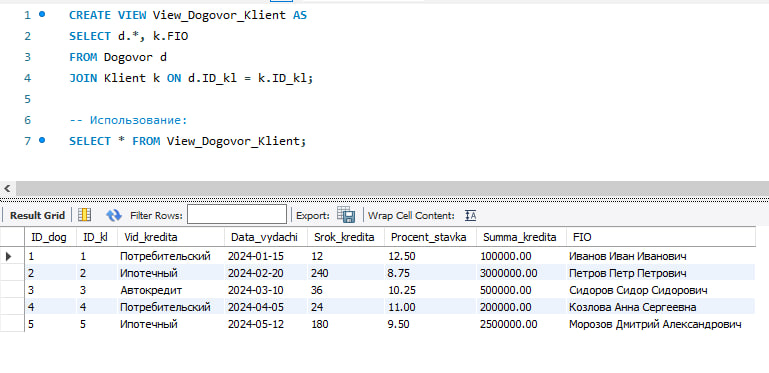 1 CREATE VIEW View_Dogovor_Klient AS
2 SELECT d.*, k.FIO
3 FROM Dogovor d
4 JOIN Klient k ON d.ID_kl = k.ID_kl;
5
6 -- Использование:
7 SELECT * FROM View_Dogovor_Klient;
Result Grid Filter Rows: Export: Wrap Cell Content:
ID_dog ID_kl Vid_kredita Data_vydachi Srok_kredita Procent_stavka Summa_kredita FIO
1 1 Потребительский 2024-01-15 12 12.50 100000.00 Иванов Иван Иванович
2 2 Ипотечный 2024-02-20 240 8.75 3000000.00 Петров Петр Петрович
3 3 Автокредит 2024-03-10 36 10.25 500000.00 Сидоров Сидор Сидорович
4 4 Потребительский 2024-04-05 24 11.00 200000.00 Козлова Анна Сергеевна
5 5 Ипотечный 2024-05-12 180 9.50 2500000.00 Морозов Дмитрий Александрович